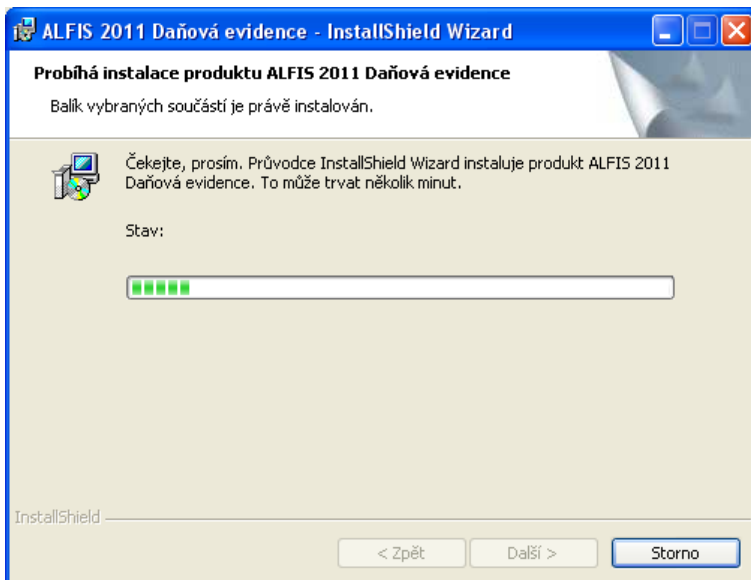 ALFIS 2011 Daňová evidence - InstallShield Wizard
Probíhá instalace produktu ALFIS 2011 Daňová evidence
Balík vybraných součástí je právě instalován.
Čekejte, prosím. Průvodce InstallShield Wizard instaluje produkt ALFIS 2011
Daňová evidence. To může trvat několik minut.
Stav:
InstallShield
< Zpět
Další >
Storno